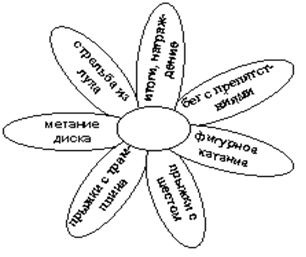 итоги, награж-
дение
бег с препятст-
виями
фигурное
катание
прыжки с
шестом
прыжки с трам-
плина
метание
диска
стрельба из
лука